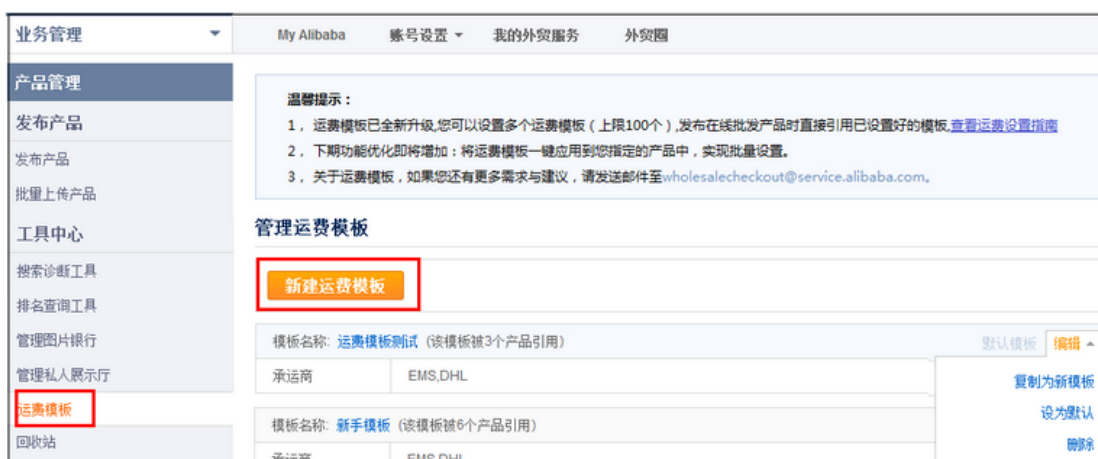 业务管理
My Alibaba 账号设置 我的外贸服务 外贸圈
产品管理
发布产品
发布产品
批量上传产品
工具中心
搜索诊断工具
排名查询工具
管理图片银行
管理私人展示厅
运费模板
回收站
温馨提示：
1，运费模板已全新升级,您可以设置多个运费模板（上限100个）,发布在线批发产品时直接引用已设置好的模板,查看运费设置指南
2，下期功能优化即将增加：将运费模板一键应用到您指定的产品中，实现批量设置。
3，关于运费模板，如果您还有更多需求与建议，请发送邮件至wholesalecheckout@service.alibaba.com。
管理运费模板
新建运费模板
模板名称: 运费模板测试 (该模板被3个产品引用) 默认模板 编辑
承运商 EMS,DHL
复制为新模板
设为默认
删除
模板名称: 新手模板 (该模板被6个产品引用)
承运商 EMS,DHL